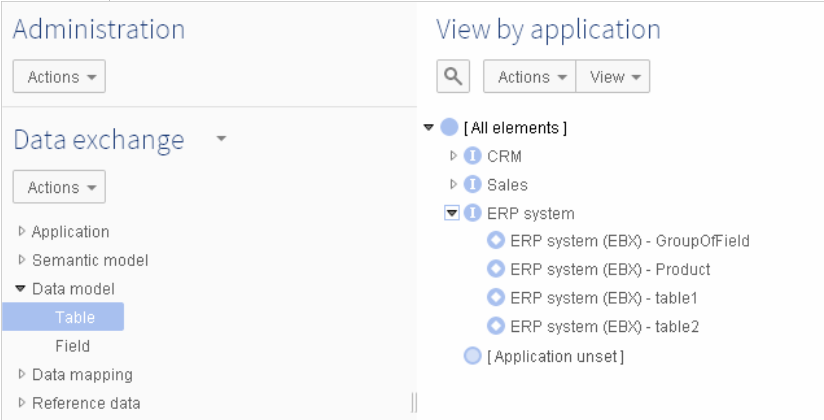 Administration
Actions
Data exchange
Actions
Application
Semantic model
Data model
Table
Field
Data mapping
Reference data
View by application
Actions View
[ All elements ]
CRM
Sales
ERP system
ERP system (EBX) - GroupOfField
ERP system (EBX) - Product
ERP system (EBX) - table1
ERP system (EBX) - table2
[ Application unset ]